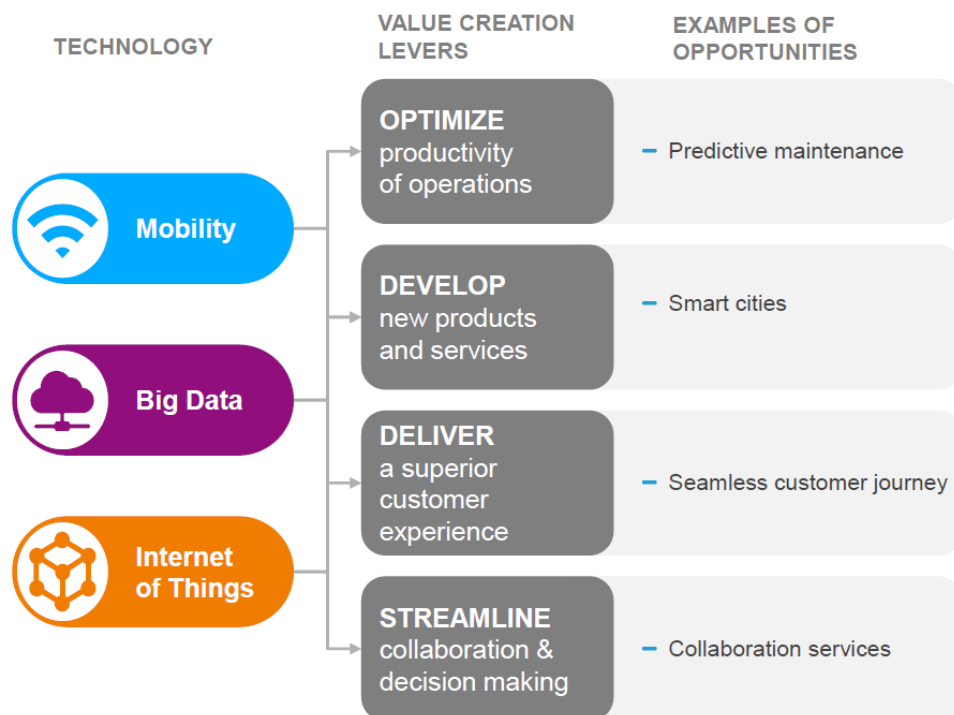 TECHNOLOGY
VALUE CREATION
LEVERS
EXAMPLES OF
OPPORTUNITIES
Mobility
Big Data
Internet
of Things
OPTIMIZE
productivity
of operations
– Predictive maintenance
DEVELOP
new products
and services
– Smart cities
DELIVER
a superior
customer
experience
– Seamless customer journey
STREAMLINE
collaboration &
decision making
– Collaboration services